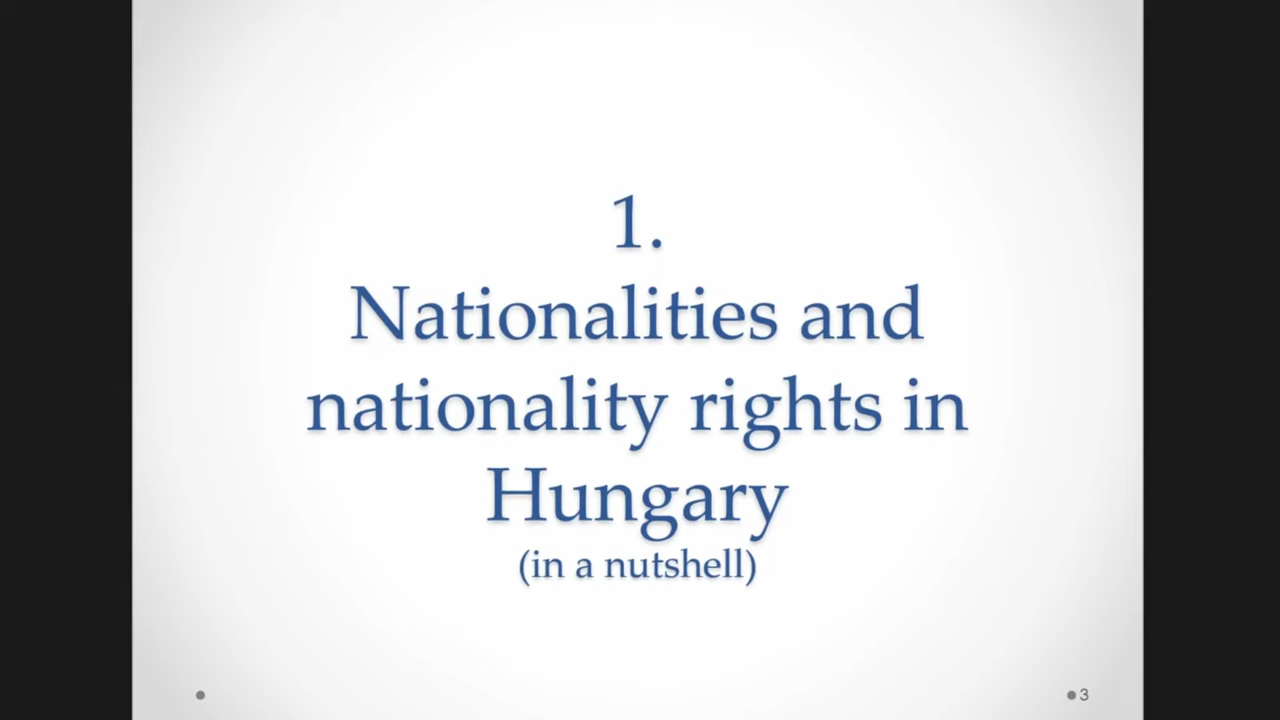 1.
Nationalities and
nationality rights in
Hungary
(in a nutshell)
3